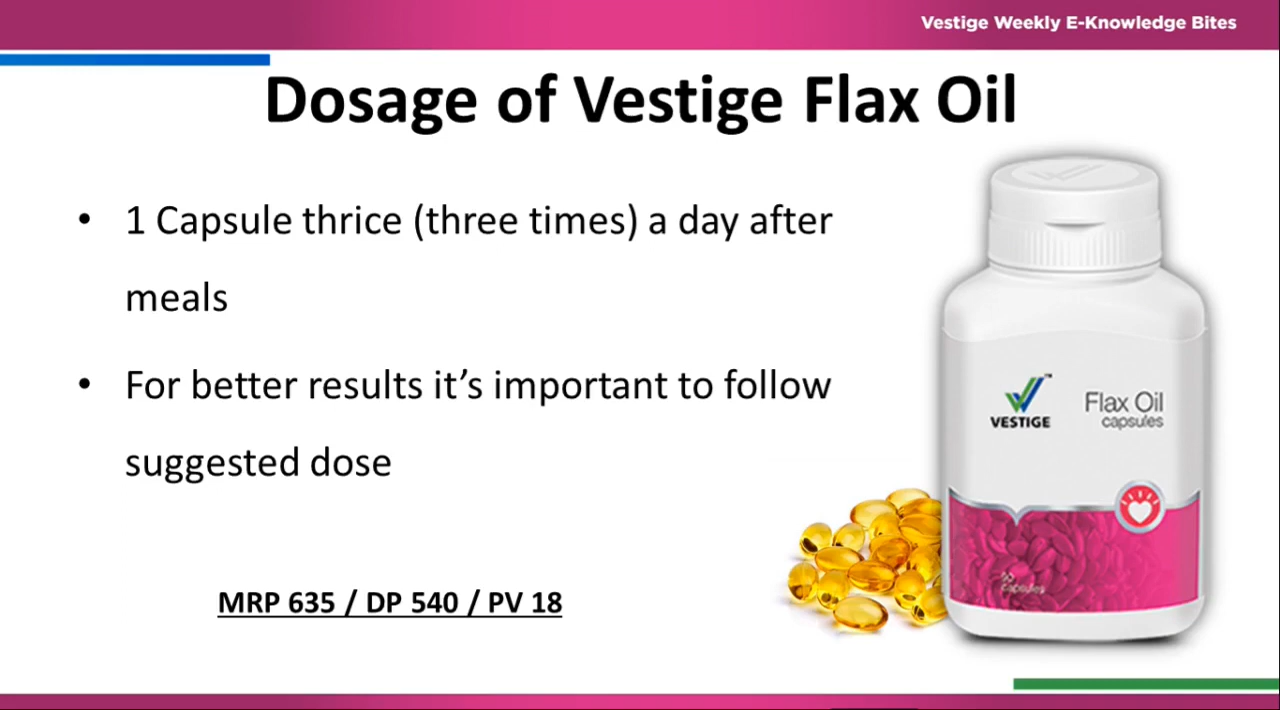 Vestige Weekly E-Knowledge Bites
Dosage of Vestige Flax Oil
• 1 Capsule thrice (three times) a day after
meals
• For better results it’s important to follow
suggested dose
MRP 635 / DP 540 / PV 18
VESTIGE
Flax Oil
capsules
capsules